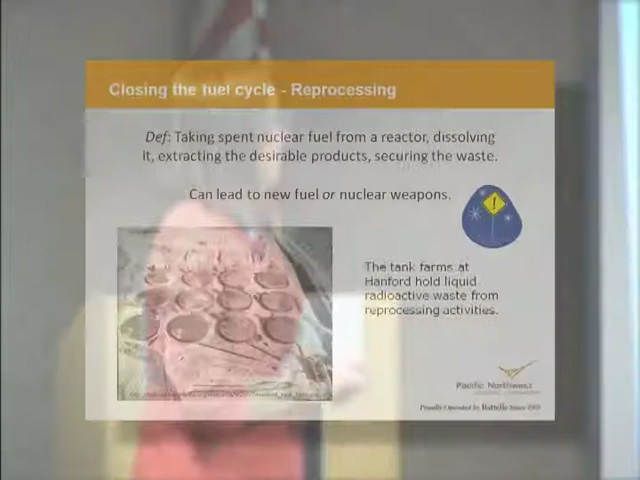 Closing the fuel cycle - Reprocessing
Def: Taking spent nuclear fuel from a reactor, dissolving
it, extracting the desirable products, securing the waste.
Can lead to new fuel or nuclear weapons.
!
The tank farms at
Hanford hold liquid
radioactive waste from
reprocessing activities.
Pacific Northwest
Proudly Operated by Battelle Since 1965